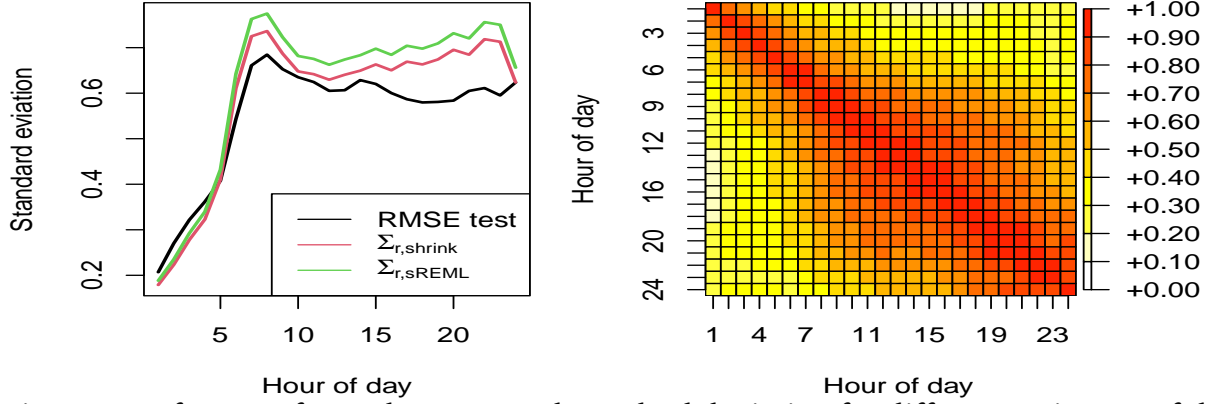 Standard eviation
0.6
0.4
0.2
RMSE test
Σr,shrink
Σr,sREML
5 10 15 20
Hour of day
Hour of day
3
6
9
12
16
20
24
1 4 7 11 15 19 23
Hour of day
+1.00
+0.90
+0.80
+0.70
+0.60
+0.50
+0.40
+0.30
+0.20
+0.10
+0.00